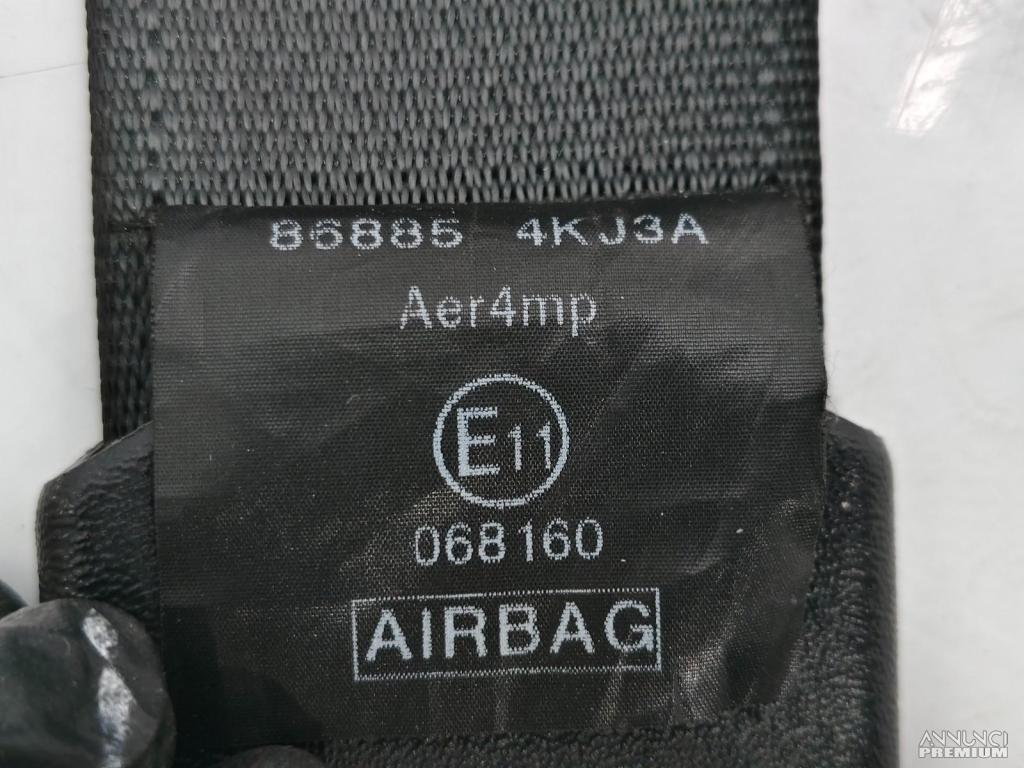 86885 4KJ3A
Aer4mp
E11
068160
AIRBAG
ANNUNCI
PREMIUM